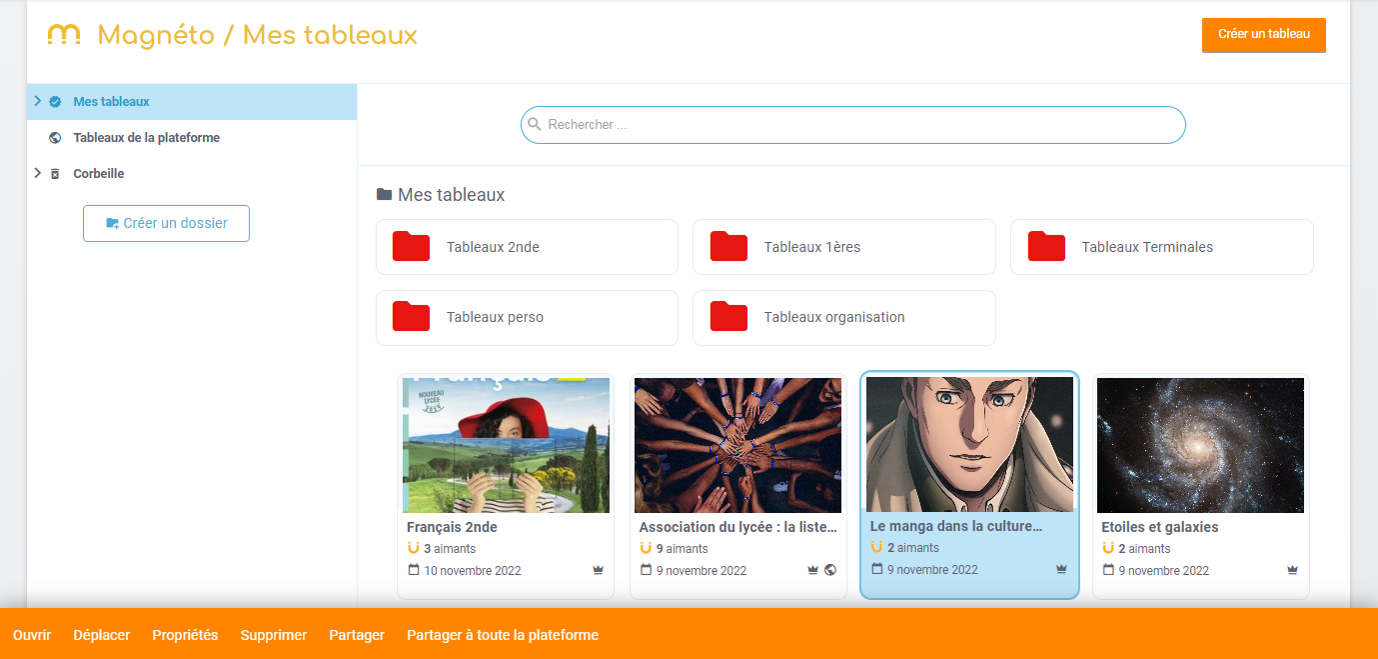 Magnéto / Mes tableaux
Créer un tableau
Mes tableaux
Tableaux de la plateforme
Corbeille
Créer un dossier
Rechercher ...
Mes tableaux
Tableaux 2nde
Tableaux 1ères
Tableaux Terminales
Tableaux perso
Tableaux organisation
NOUVEAU
LYCÉE
2019
Français 2nde
3 aimants
10 novembre 2022
Association du lycée : la liste...
9 aimants
9 novembre 2022
Le manga dans la culture...
2 aimants
9 novembre 2022
Etoiles et galaxies
2 aimants
9 novembre 2022
Ouvrir Déplacer Propriétés Supprimer Partager Partager à toute la plateforme